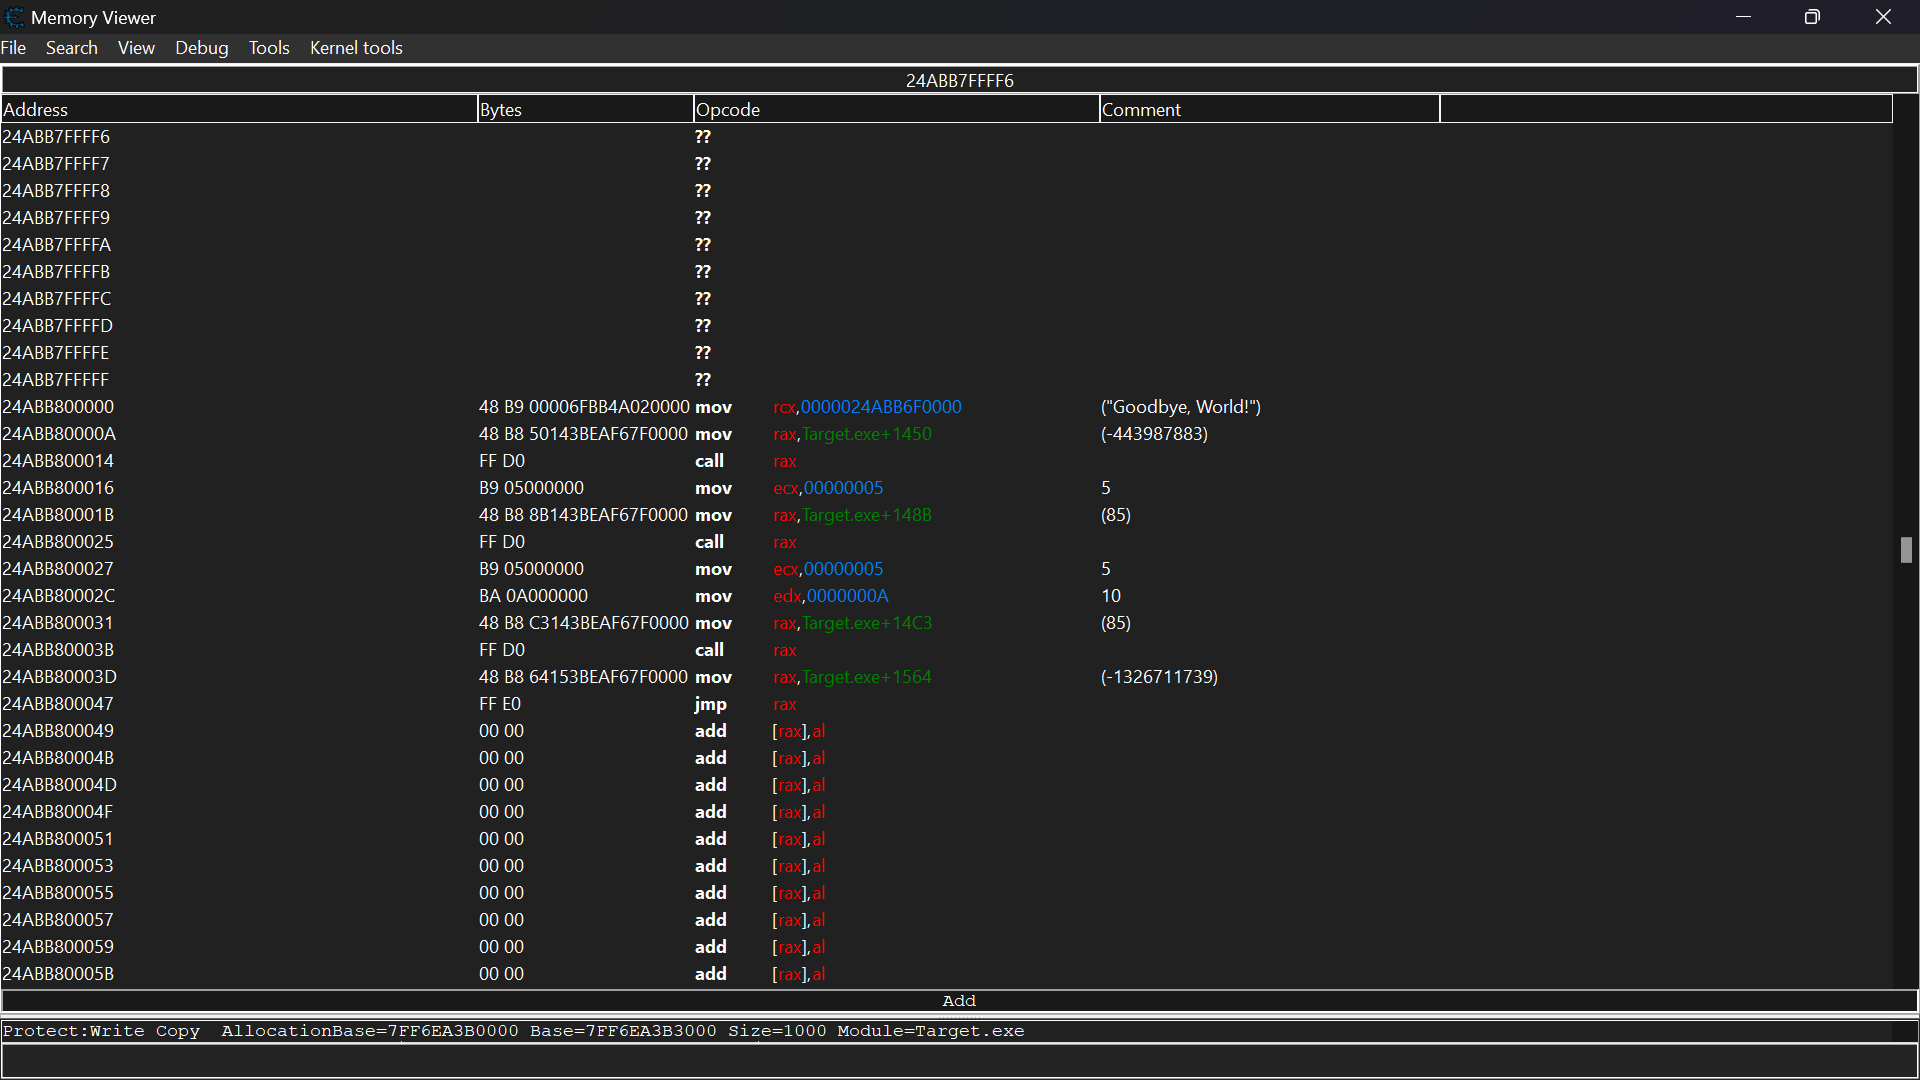 Memory Viewer
File Search View Debug Tools Kernel tools
24ABB7FFFF6
Address Bytes Opcode Comment
24ABB7FFFF6 ??
24ABB7FFFF7 ??
24ABB7FFFF8 ??
24ABB7FFFF9 ??
24ABB7FFFFA ??
24ABB7FFFFB ??
24ABB7FFFFC ??
24ABB7FFFFD ??
24ABB7FFFFE ??
24ABB7FFFFF ??
24ABB800000 48 B9 00006FBB4A020000 mov rcx,0000024ABB6F0000 ("Goodbye, World!")
24ABB80000A 48 B8 50143BEAF67F0000 mov rax,Target.exe+1450 (-443987883)
24ABB800014 FF D0 call rax
24ABB800016 B9 05000000 mov ecx,00000005 5
24ABB80001B 48 B8 8B143BEAF67F0000 mov rax,Target.exe+148B (85)
24ABB800025 FF D0 call rax
24ABB800027 B9 05000000 mov ecx,00000005 5
24ABB80002C BA 0A000000 mov edx,0000000A 10
24ABB800031 48 B8 C3143BEAF67F0000 mov rax,Target.exe+14C3 (85)
24ABB80003B FF D0 call rax
24ABB80003D 48 B8 64153BEAF67F0000 mov rax,Target.exe+1564 (-1326711739)
24ABB800047 FF E0 jmp rax
24ABB800049 00 00 add [rax],al
24ABB80004B 00 00 add [rax],al
24ABB80004D 00 00 add [rax],al
24ABB80004F 00 00 add [rax],al
24ABB800051 00 00 add [rax],al
24ABB800053 00 00 add [rax],al
24ABB800055 00 00 add [rax],al
24ABB800057 00 00 add [rax],al
24ABB800059 00 00 add [rax],al
24ABB80005B 00 00 add [rax],al
Add
Protect:Write Copy AllocationBase=7FF6EA3B0000 Base=7FF6EA3B3000 Size=1000 Module=Target.exe